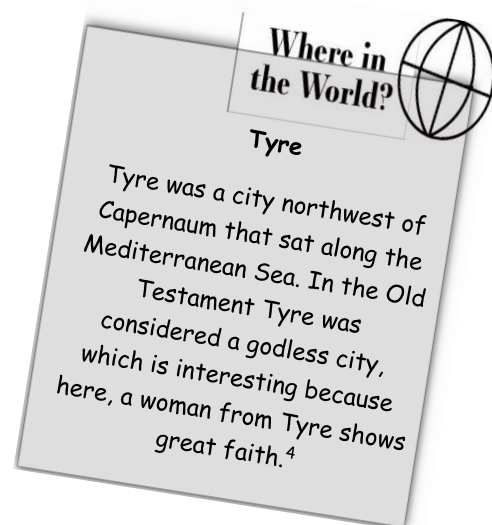 Where in
the World?
Tyre
Tyre was a city northwest of
Capernaum that sat along the
Mediterranean Sea. In the Old
Testament Tyre was
considered a godless city,
which is interesting because
here, a woman from Tyre shows
great faith.⁴